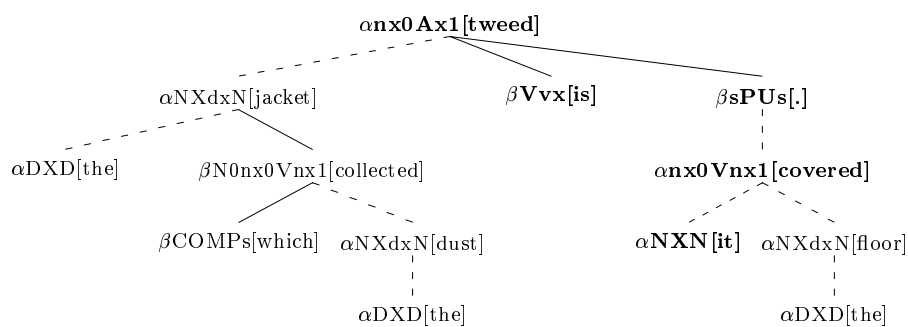 αnx0Ax1[tweed]
αNXdxN[jacket] βVvx[is] βsPUs[.]
αDXD[the] βN0nx0Vnx1[collected] αnx0Vnx1[covered]
βCOMPs[which] αNXdxN[dust] αNXN[it] αNXdxN[floor]
αDXD[the] αDXD[the]